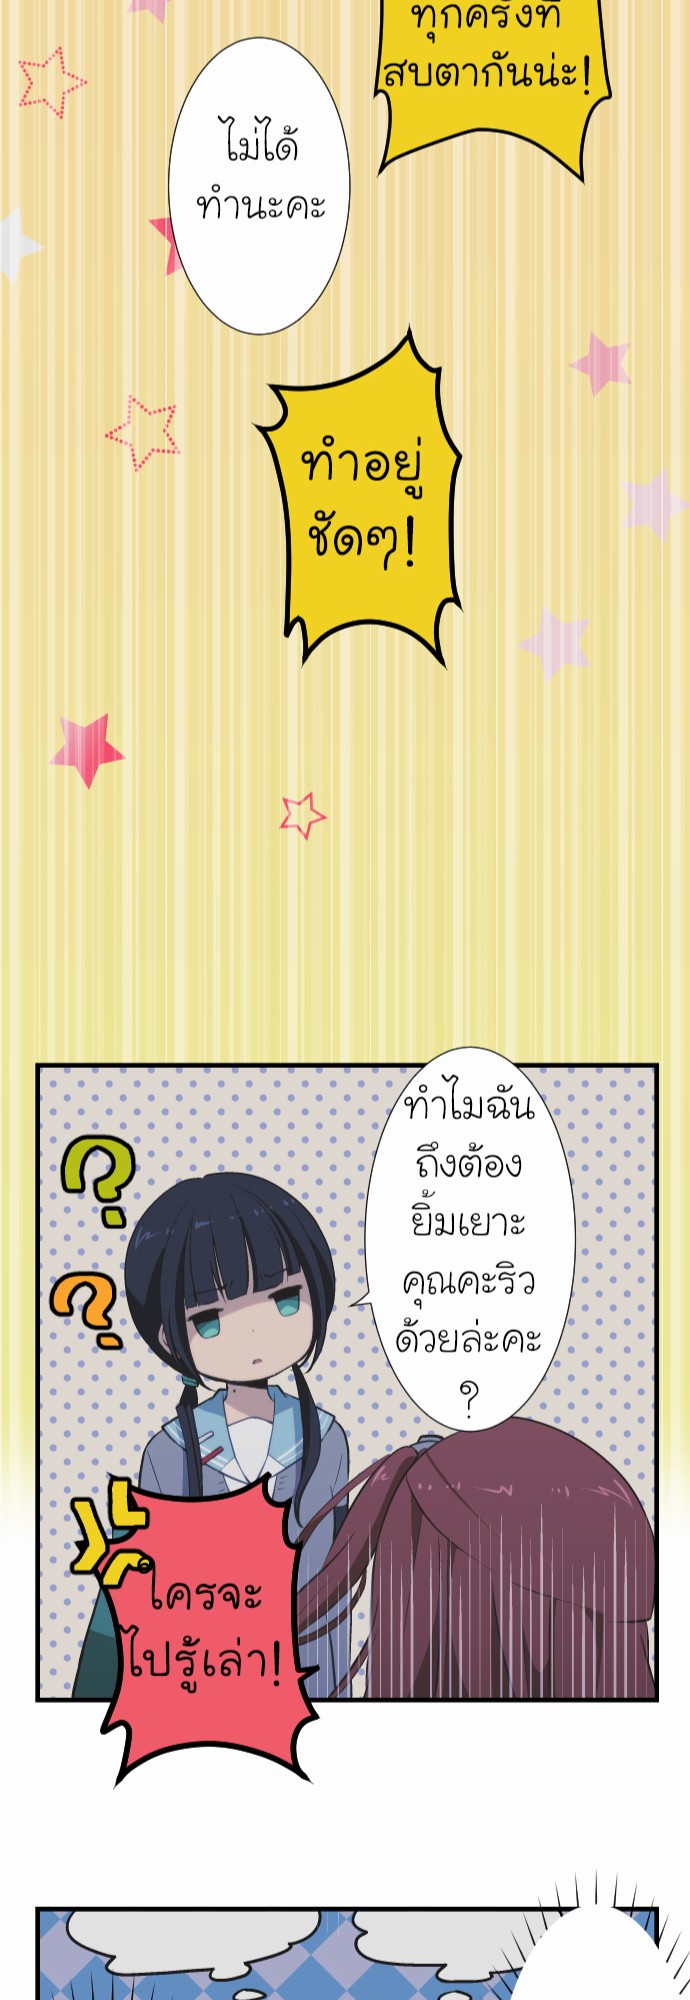 ทุกครั้งที่
สบตากันน่ะ!
ไม่ได้
ทำนะคะ
ทำอยู่
ชัดๆ!
ทำไมฉัน
ถึงต้อง
ยิ้มเยาะ
คุณคะริว
ด้วยล่ะคะ
?
ใครจะ
ไปรู้เล่า!